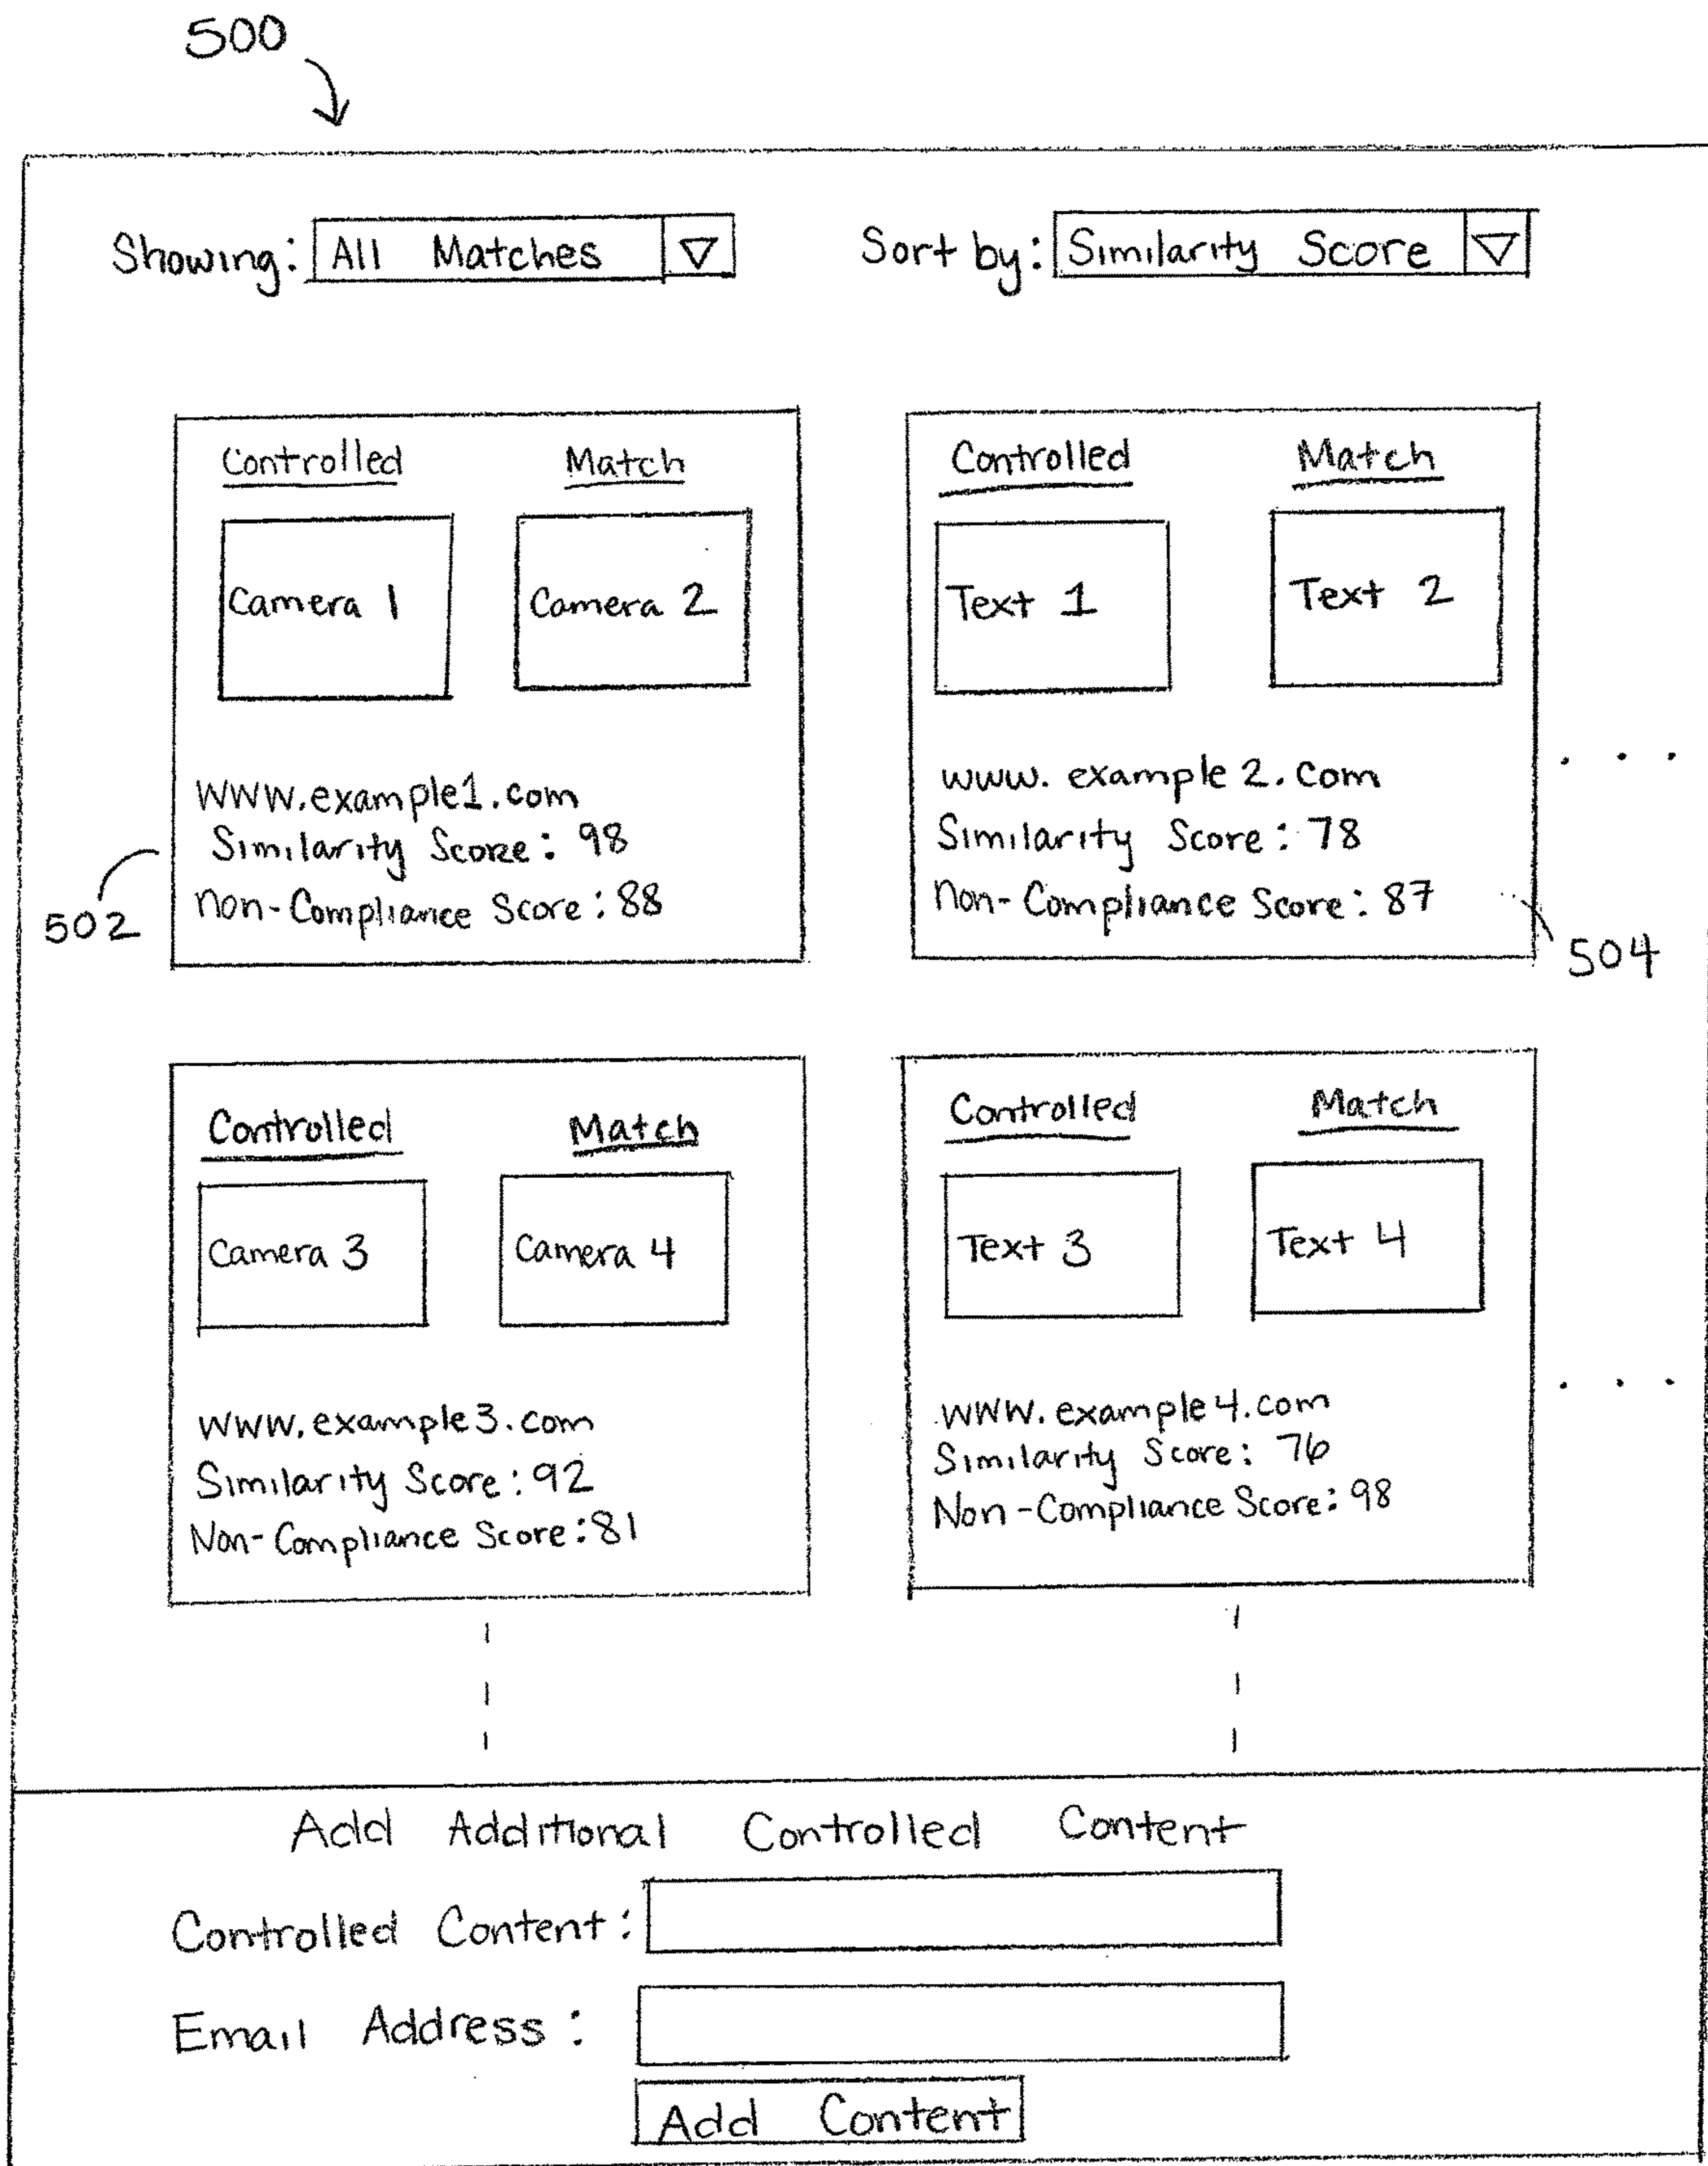 500
Showing: All Matches
Sort by: Similarity Score
Controlled Match
Camera 1 Camera 2
www.example1.com
Similarity Score: 98
Non-Compliance Score: 88
502
Controlled Match
Text 1 Text 2
www.example2.com
Similarity Score: 78
Non-Compliance Score: 87
504
Controlled Match
Camera 3 Camera 4
www.example3.com
Similarity Score: 92
Non-Compliance Score: 81
Controlled Match
Text 3 Text 4
www.example4.com
Similarity Score: 76
Non-Compliance Score: 98
Add Additional Controlled Content
Controlled Content:
Email Address:
Add Content